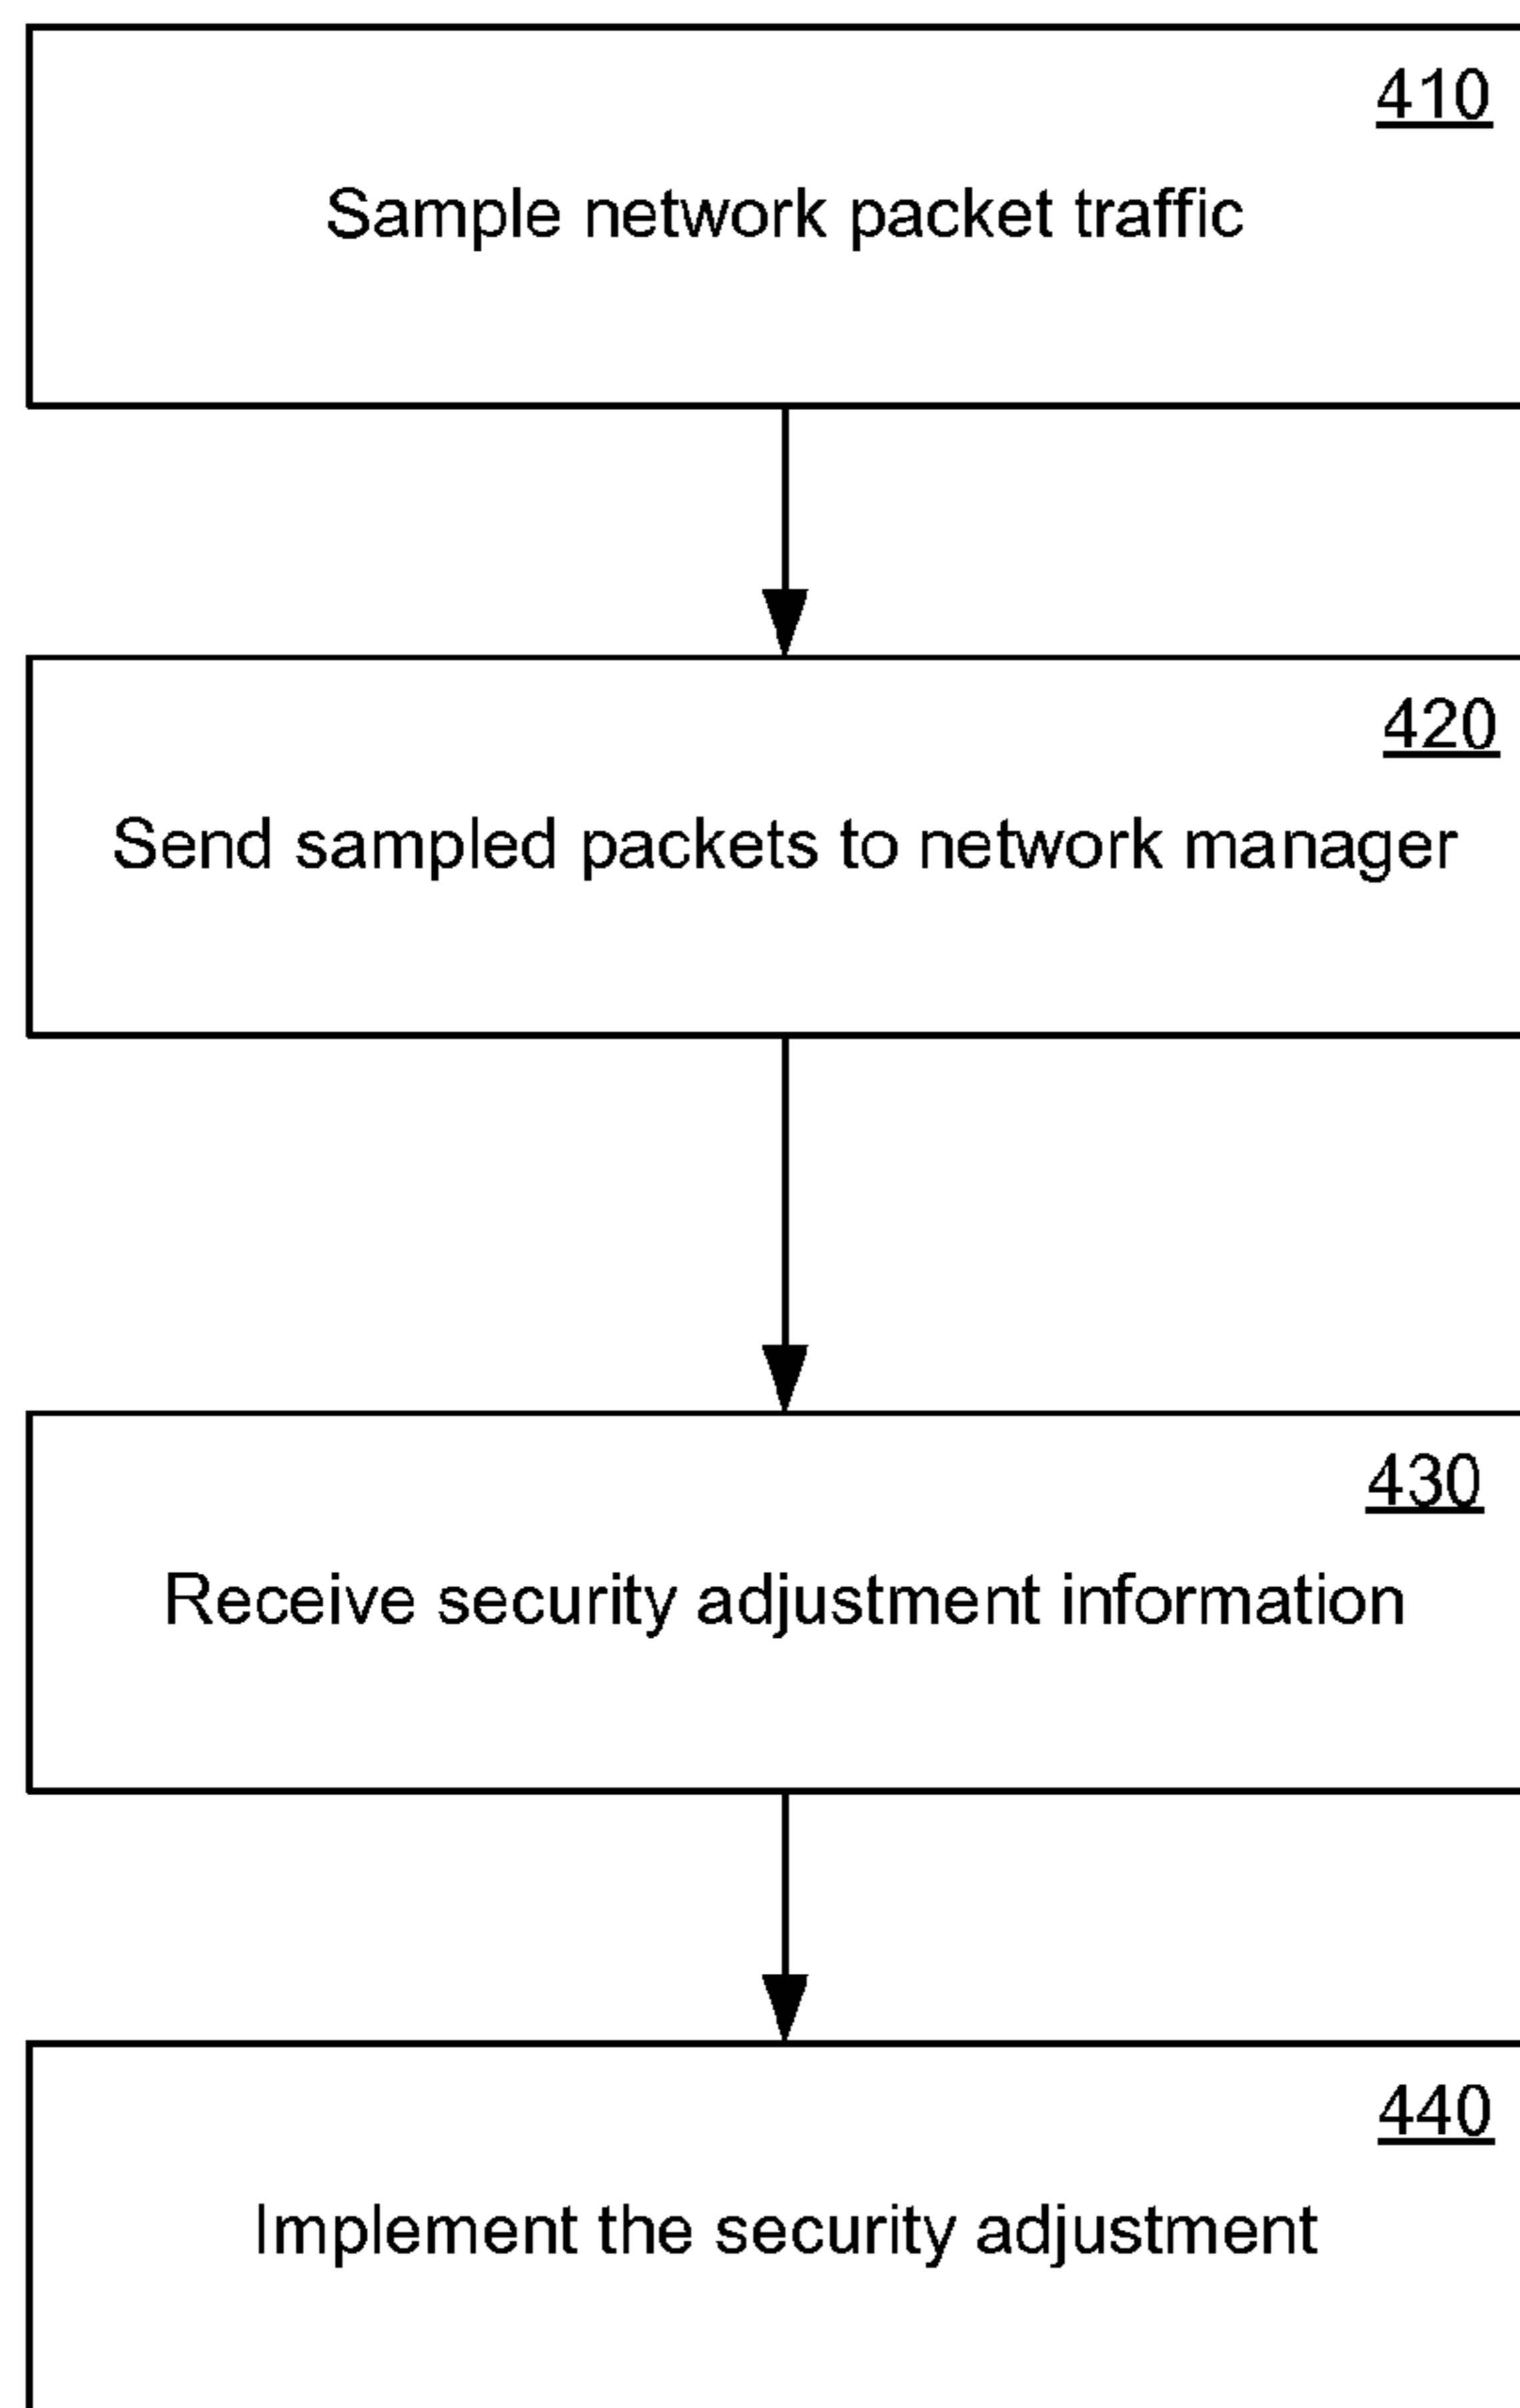 410
Sample network packet traffic
420
Send sampled packets to network manager
430
Receive security adjustment information
440
Implement the security adjustment